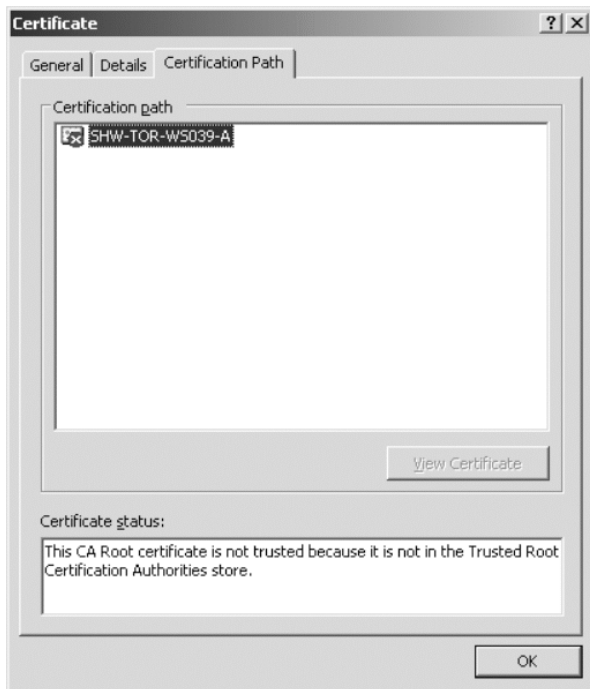 Certificate
General
Details
Certification Path
Certification path
SHW-TOR-WS039-A
View Certificate
Certificate status:
This CA Root certificate is not trusted because it is not in the Trusted Root
Certification Authorities store.
OK